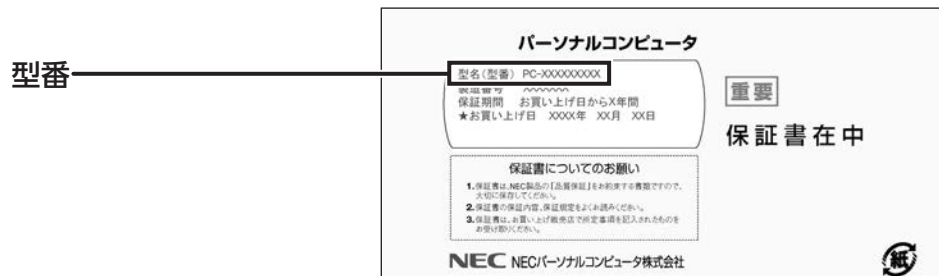 パーソナルコンピュータ
型番
型名(型番) PC-XXXXXXXXX
製造番号 XXXXXXX
保証期間 お買い上げ日からX年間
★お買い上げ日 XXXX年 XX月 XX日
重要
保証書在中
保証書についてのお願い
1.保証書は、NEC製品の「品質保証」をお約束する書類ですので、
大切に保存してください。
2.保証書の保証内容、保証規定をよくお読みください。
3.保証書は、お買い上げ販売店で所定事項を記入されたものを
お受け取りください。
NEC NECパーソナルコンピュータ株式会社
紙